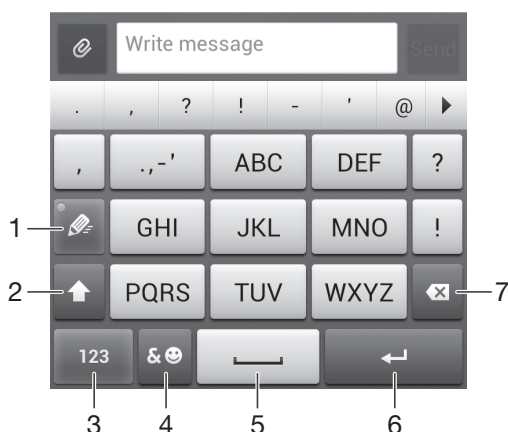 Write message Send
. , ? ! - ' @
, .,-' ABC DEF ?
1 GHI JKL MNO !
2 PQRS TUV WXYZ 7
123 &
3 4 5 6